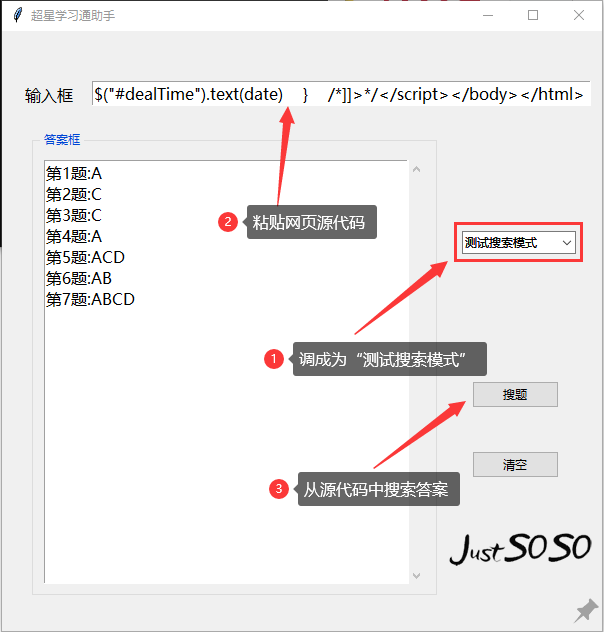 超星学习通助手
输入框
$("#dealTime").text(date) } /*]]>*/</script></body></html>
答案框
第1题:A
第2题:C
第3题:C
第4题:A
第5题:ACD
第6题:AB
第7题:ABCD
2 粘贴网页源代码
测试搜索模式
1 调成为“测试搜索模式”
搜题
清空
3 从源代码中搜索答案
Just SO SO